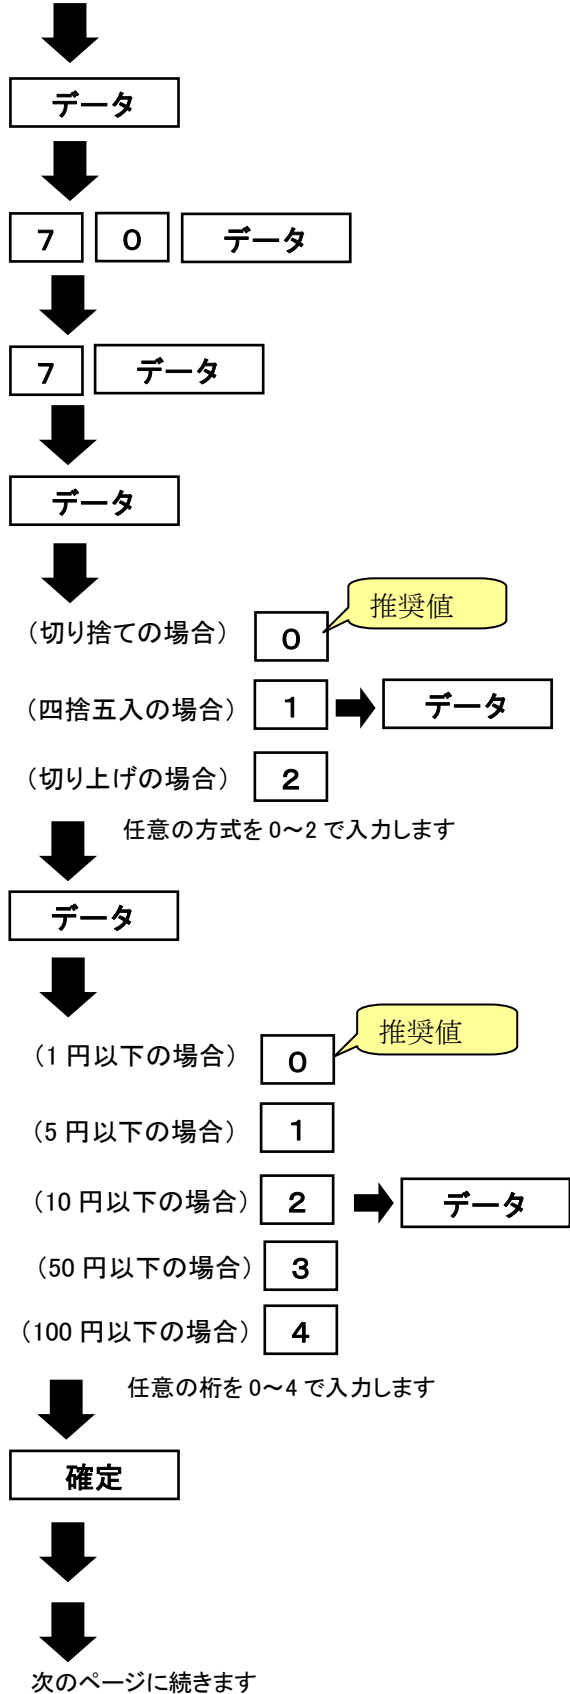 データ
７ ０ データ
７ データ
データ
推奨値
（切り捨ての場合） ０
（四捨五入の場合） １ データ
（切り上げの場合） ２
任意の方式を 0～2 で入力します
データ
推奨値
（1 円以下の場合） ０
（5 円以下の場合） １
（10 円以下の場合） ２ データ
（50 円以下の場合） ３
（100 円以下の場合） ４
任意の桁を 0～4 で入力します
確定
次のページに続きます